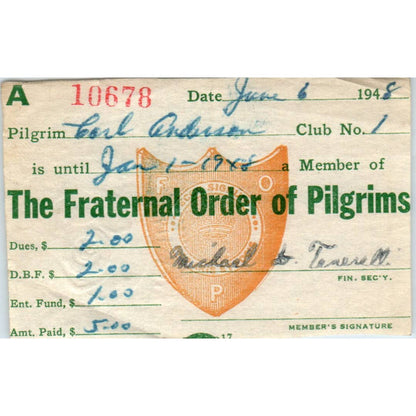 A 10678 Date June 6 1948
Pilgrim Carl Anderson Club No. 1
is until Jan 1-1948 a Member of
The Fraternal Order of Pilgrims
F O P
Dues, $ 2.00
D.B.F. $ 2.00 Michael
FIN. SEC'Y.
Ent. Fund, $ 1.00
Amt. Paid, $ 5.00
17
MEMBER'S SIGNATURE